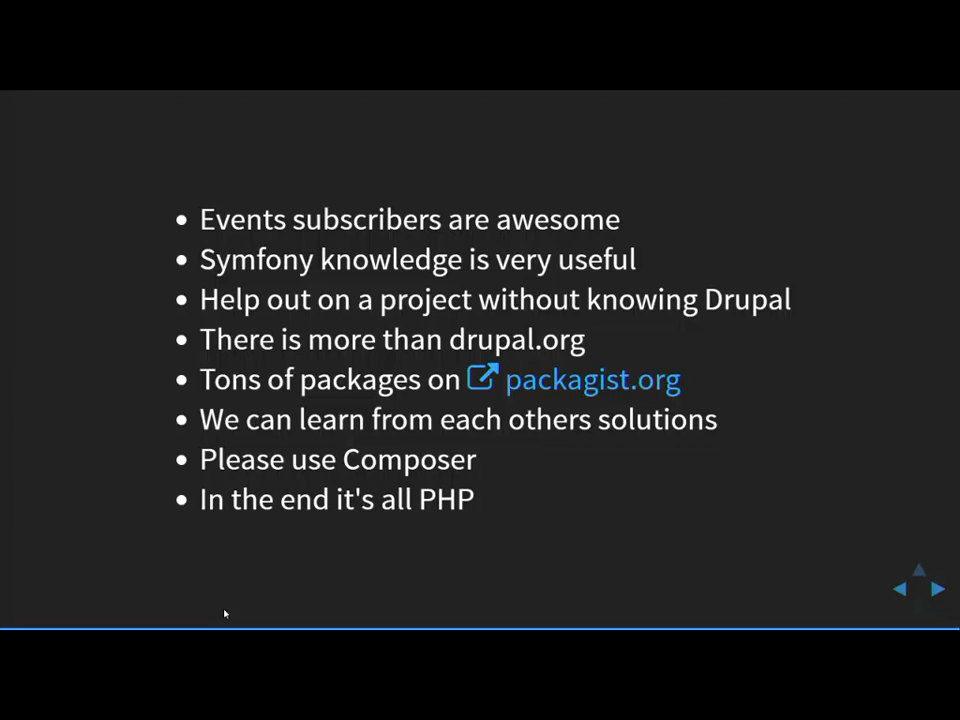 • Events subscribers are awesome
• Symfony knowledge is very useful
• Help out on a project without knowing Drupal
• There is more than drupal.org
• Tons of packages on packagist.org
• We can learn from each others solutions
• Please use Composer
• In the end it's all PHP